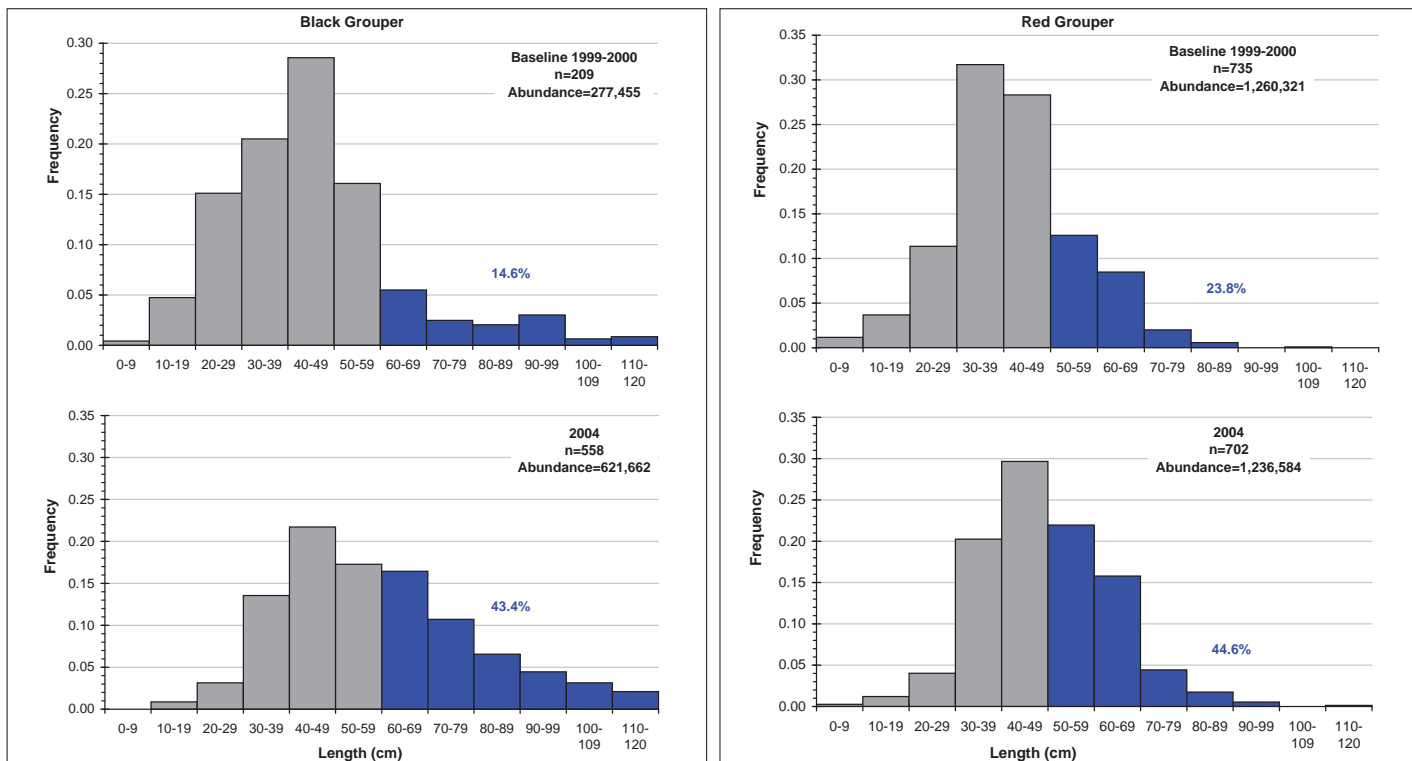 Black Grouper
Baseline 1999-2000
n=209
Abundance=277,455
Frequency
0.30
0.25
0.20
0.15
0.10
0.05
0.00
14.6%
0-9 10-19 20-29 30-39 40-49 50-59 60-69 70-79 80-89 90-99 100-109 110-120
2004
n=558
Abundance=621,662
Frequency
0.35
0.30
0.25
0.20
0.15
0.10
0.05
0.00
43.4%
0-9 10-19 20-29 30-39 40-49 50-59 60-69 70-79 80-89 90-99 100-109 110-120
Length (cm)
Red Grouper
Baseline 1999-2000
n=735
Abundance=1,260,321
Frequency
0.35
0.30
0.25
0.20
0.15
0.10
0.05
0.00
23.8%
0-9 10-19 20-29 30-39 40-49 50-59 60-69 70-79 80-89 90-99 100-109 110-120
2004
n=702
Abundance=1,236,584
Frequency
0.35
0.30
0.25
0.20
0.15
0.10
0.05
0.00
44.6%
0-9 10-19 20-29 30-39 40-49 50-59 60-69 70-79 80-89 90-99 100-109 110-120
Length (cm)